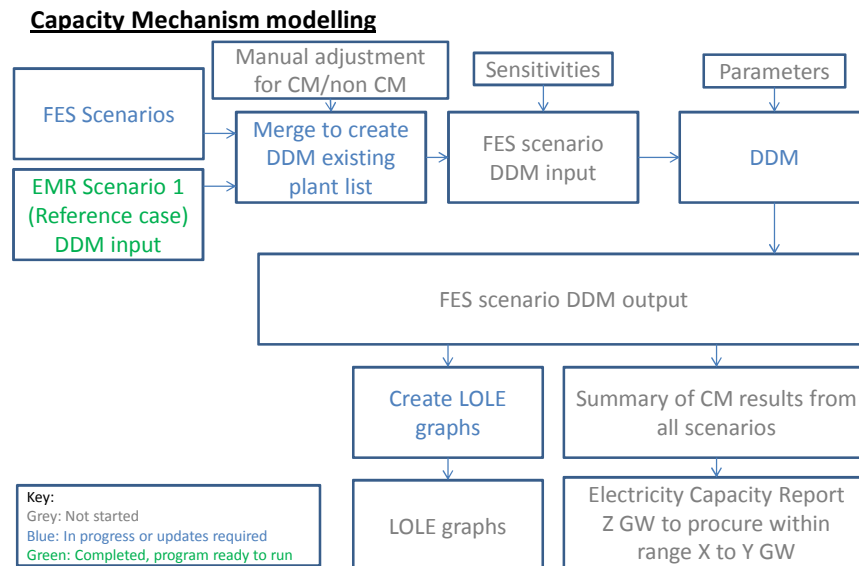 Capacity Mechanism modelling
Manual adjustment
for CM/non CM
Sensitivities
Parameters
FES Scenarios
Merge to create
DDM existing
plant list
FES scenario
DDM input
DDM
EMR Scenario 1
(Reference case)
DDM input
FES scenario DDM output
Create LOLE
graphs
Summary of CM results from
all scenarios
LOLE graphs
Electricity Capacity Report
Z GW to procure within
range X to Y GW
Key:
Grey: Not started
Blue: In progress or updates required
Green: Completed, program ready to run